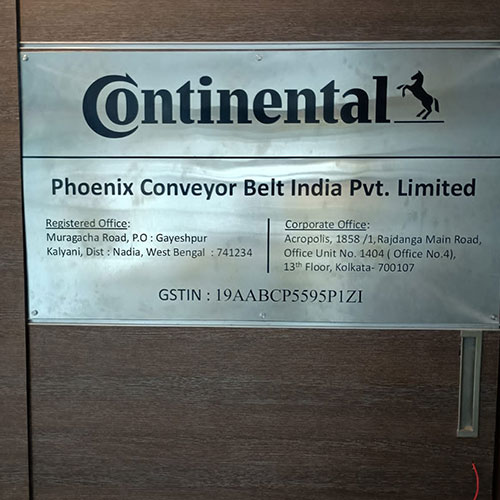 Continental
Phoenix Conveyor Belt India Pvt. Limited
Registered Office:
Muragacha Road, P.O : Gayeshpur
Kalyani, Dist : Nadia, West Bengal : 741234
Corporate Office:
Acropolis, 1858 /1,Rajdanga Main Road,
Office Unit No. 1404 ( Office No.4),
13th Floor, Kolkata- 700107
GSTIN : 19AABCP5595P1ZI